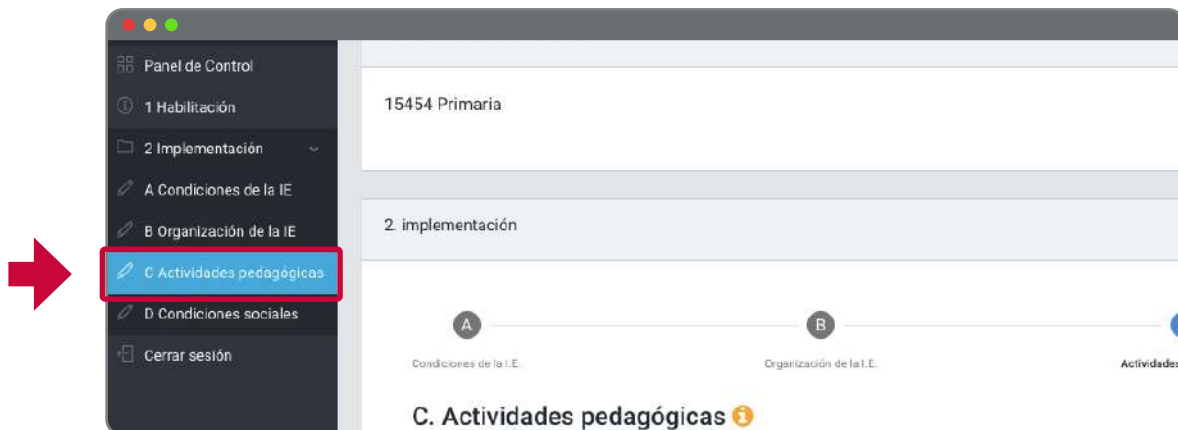 Panel de Control
1 Habilitación
2 Implementación
A Condiciones de la IE
B Organización de la IE
C Actividades pedagógicas
D Condiciones sociales
Cerrar sesión
15454 Primaria
2. implementación
A
B
Condiciones de la I.E.
Organización de la I.E.
Actividades
C. Actividades pedagógicas